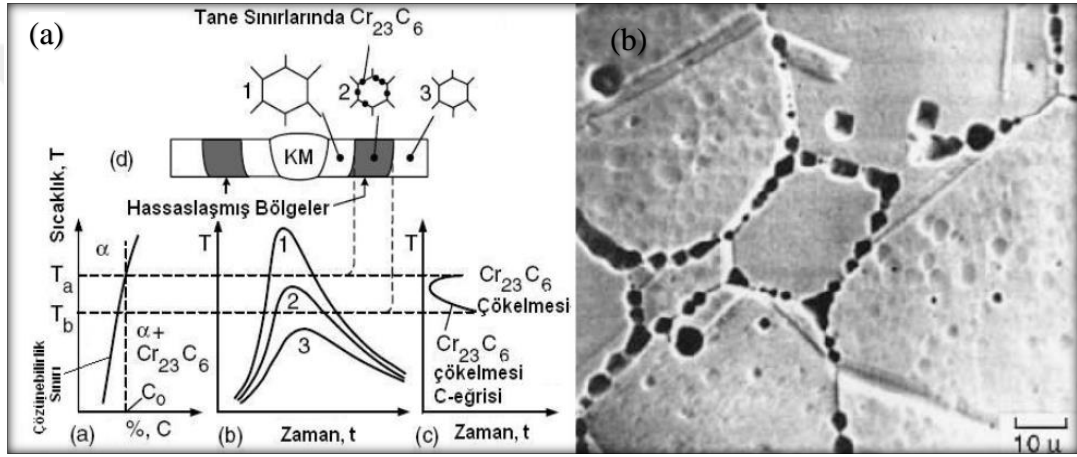 (a)
Tane Sınırlarında Cr23C6
1
2
3
KM
(d)
Hassaslaşmış Bölgeler
Sıcaklık, T
α
T
T
Ta
Tb
1
2
3
Cr23C6
Çökelmesi
α+
Cr23C6
Cr23C6
çökelmesi
C-eğrisi
Çözünebilirlik
Sınırı
C0
(a)
%, C
(b)
Zaman, t
(c)
Zaman, t
(b)
10 u